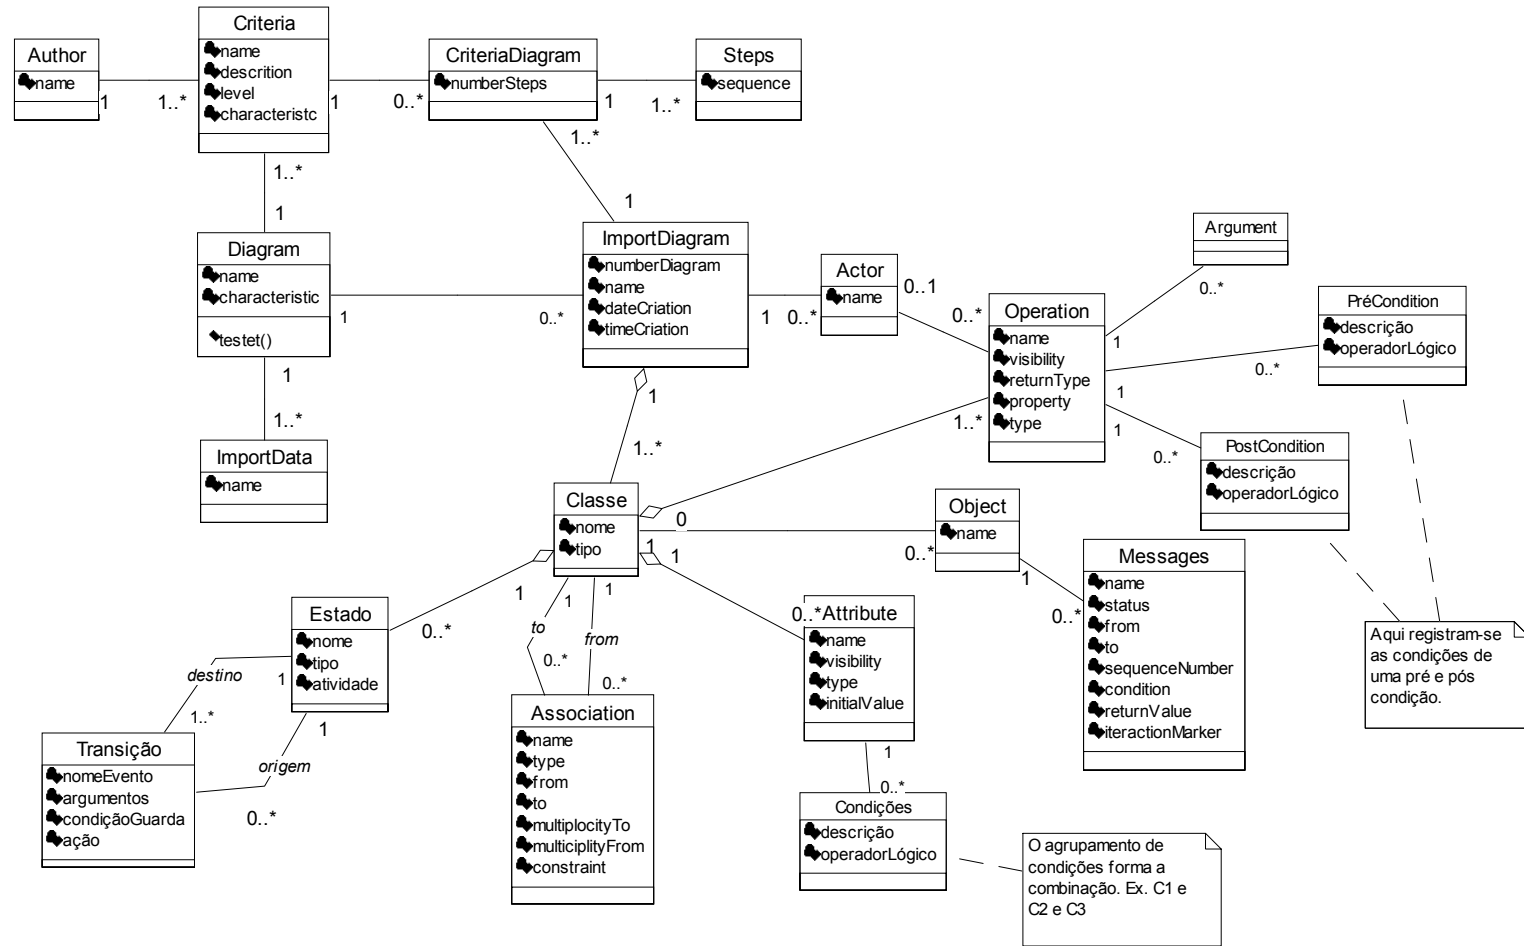 Author
name
1
1..*
Criteria
name
descrition
level
characteristc
1
0..*
CriteriaDiagram
numberSteps
1
1..*
Steps
sequence
1..*
1
1..*
1
Diagram
name
characteristic
testet()
1
0..*
ImportDiagram
numberDiagram
name
dateCriation
timeCriation
1
0..*
Actor
name
0..1
0..*
Operation
name
visibility
returnType
property
type
Argument
0..*
1
PréCondition
descrição
operadorLógico
0..*
1
PostCondition
descrição
operadorLógico
0..*
1
1
1..*
ImportData
name
1
1..*
1..*
0
Classe
nome
tipo
1
0..*
Object
name
1
0..*
Messages
name
status
from
to
sequenceNumber
condition
returnValue
iteractionMarker
Aqui registram-se
as condições de
uma pré e pós
condição.
1
0..*
Estado
nome
tipo
atividade
destino
1
1..*
origem
1
0..*
Transição
nomeEvento
argumentos
condiçãoGuarda
ação
1
to
0..*
1
from
0..*
Association
name
type
from
to
multiplocityTo
multiciplityFrom
constraint
1
0..*
Attribute
name
visibility
type
initialValue
1
0..*
Condições
descrição
operadorLógico
O agrupamento de
condições forma a
combinação. Ex. C1 e
C2 e C3